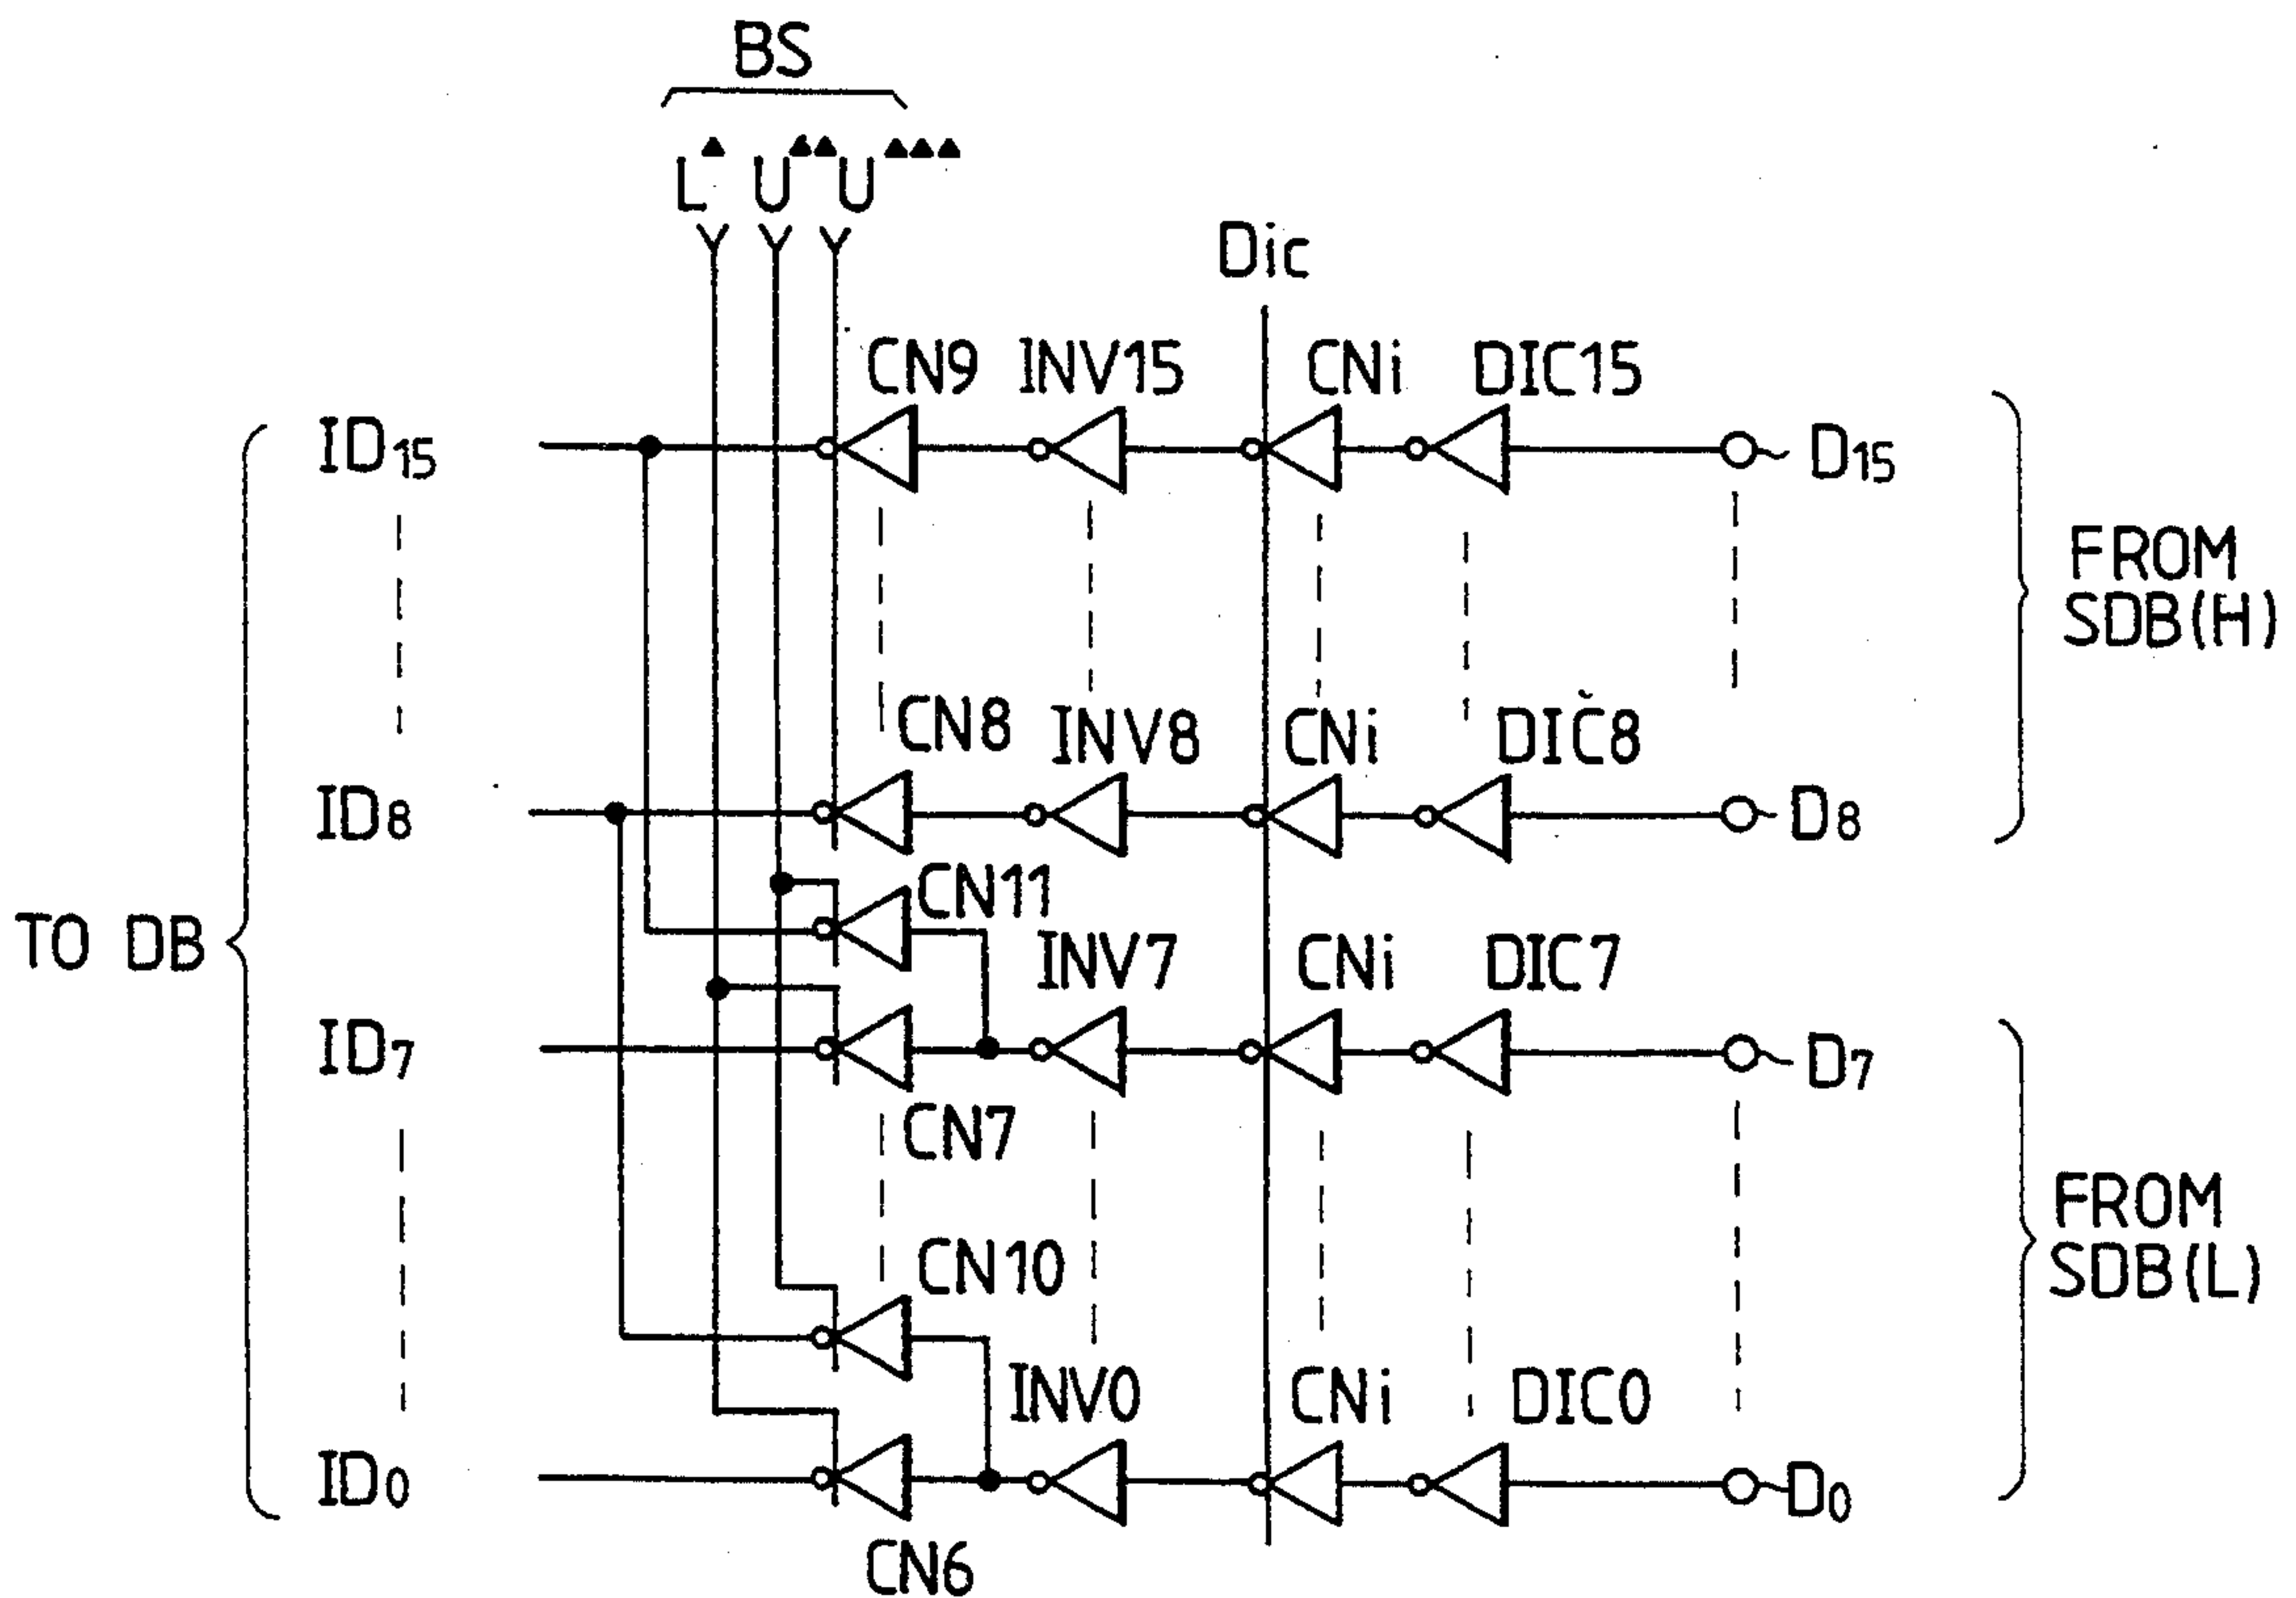 BS
L▲ U▲▲ U▲▲▲
Dic
CN9 INV15 CNi DIC15
ID15 D15
FROM
SDB(H)
CN8 INV8 CNi DIC8
ID8 D8
CN11
TO DB
INV7 CNi DIC7
ID7 D7
CN7
FROM
SDB(L)
CN10
INV0 CNi DIC0
ID0 D0
CN6